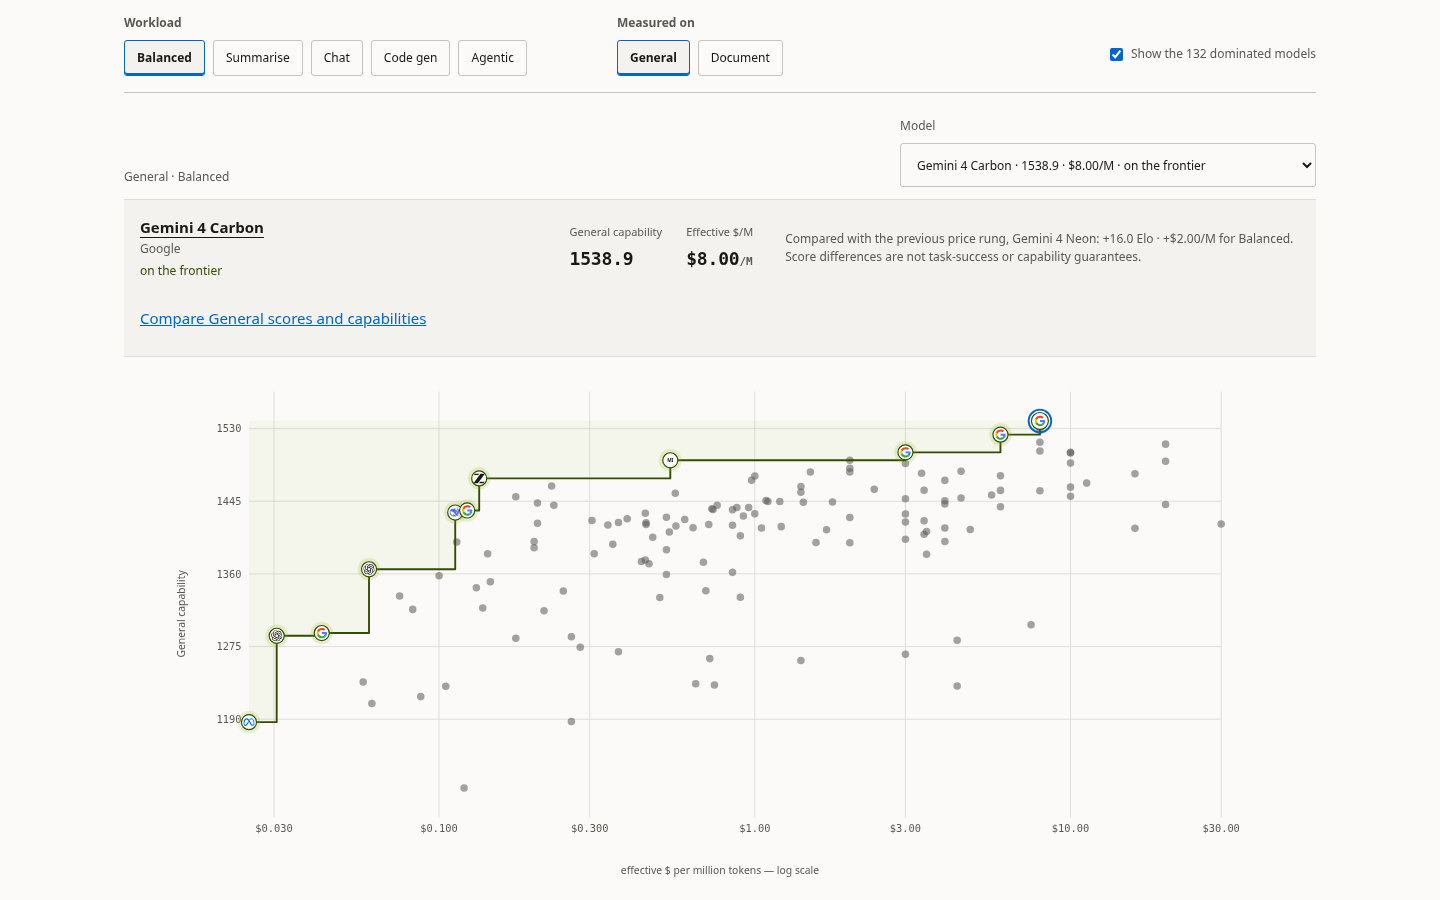 Workload
Measured on
Balanced
Summarise
Chat
Code gen
Agentic
General
Document
Show the 132 dominated models
Model
General · Balanced
Gemini 4 Carbon · 1538.9 · $8.00/M · on the frontier
Gemini 4 Carbon
Google
on the frontier
General capability
1538.9
Effective $/M
$8.00/M
Compared with the previous price rung, Gemini 4 Neon: +16.0 Elo · +$2.00/M for Balanced.
Score differences are not task-success or capability guarantees.
Compare General scores and capabilities
1530
1445
1360
1275
1190
General capability
MI
$0.030
$0.100
$0.300
$1.00
$3.00
$10.00
$30.00
effective $ per million tokens — log scale